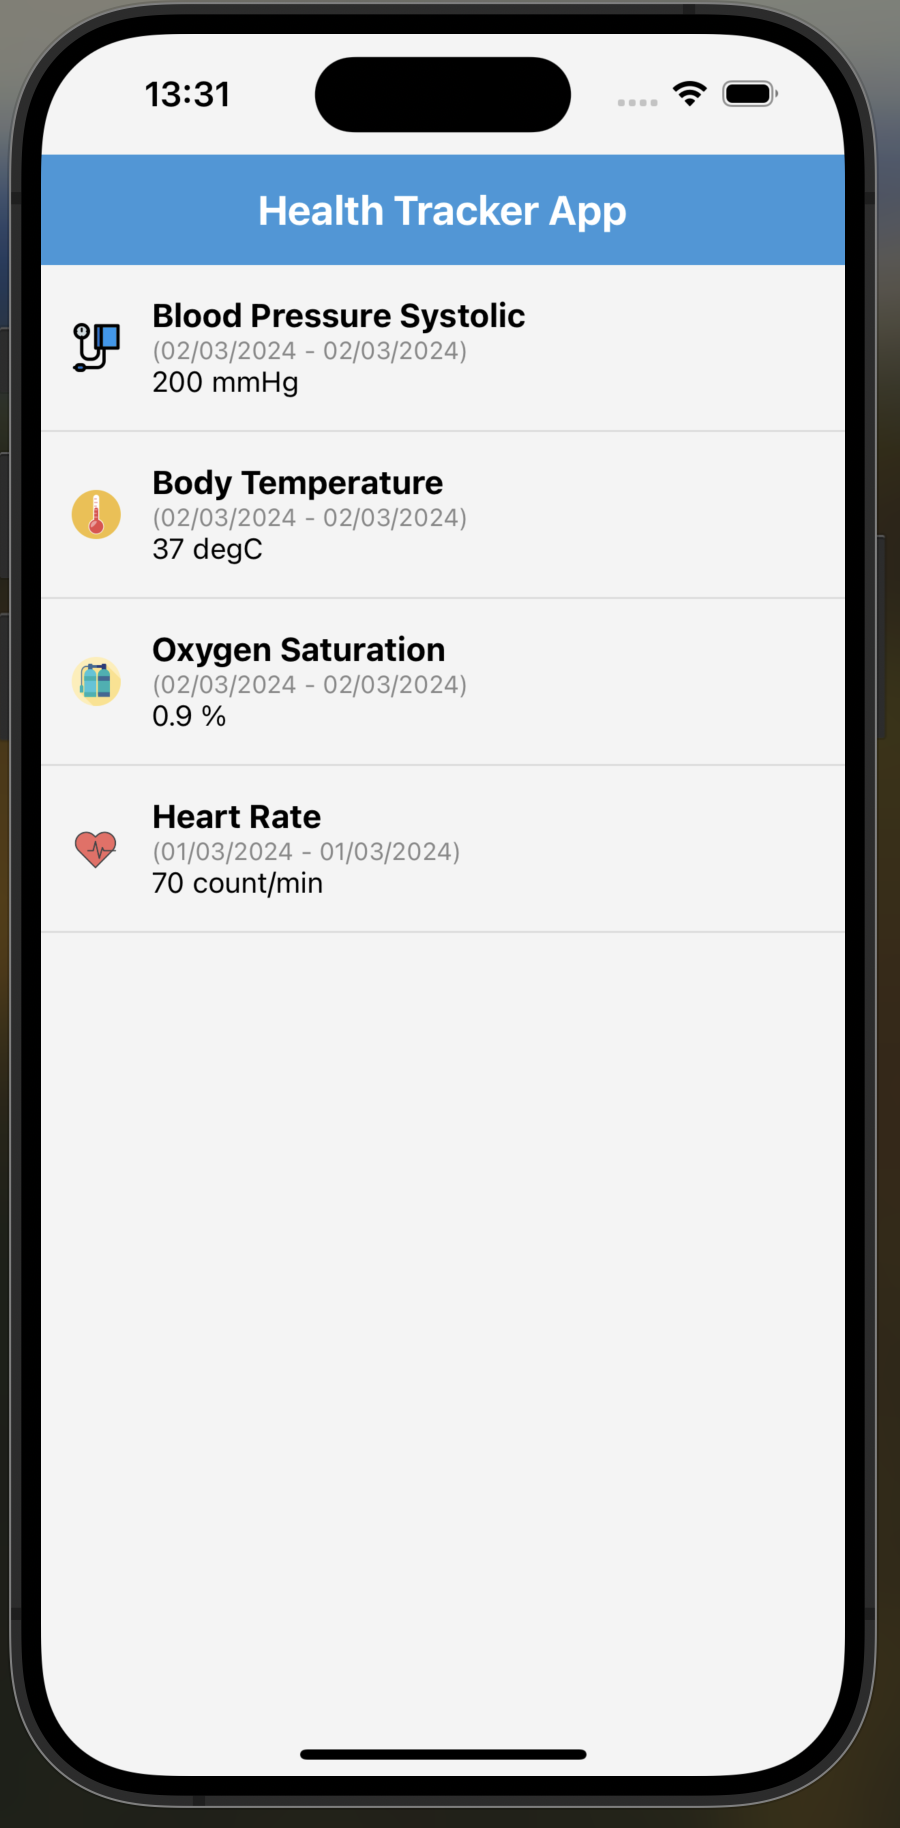 13:31
Health Tracker App
Blood Pressure Systolic
(02/03/2024 - 02/03/2024)
200 mmHg
Body Temperature
(02/03/2024 - 02/03/2024)
37 degC
Oxygen Saturation
(02/03/2024 - 02/03/2024)
0.9 %
Heart Rate
(01/03/2024 - 01/03/2024)
70 count/min